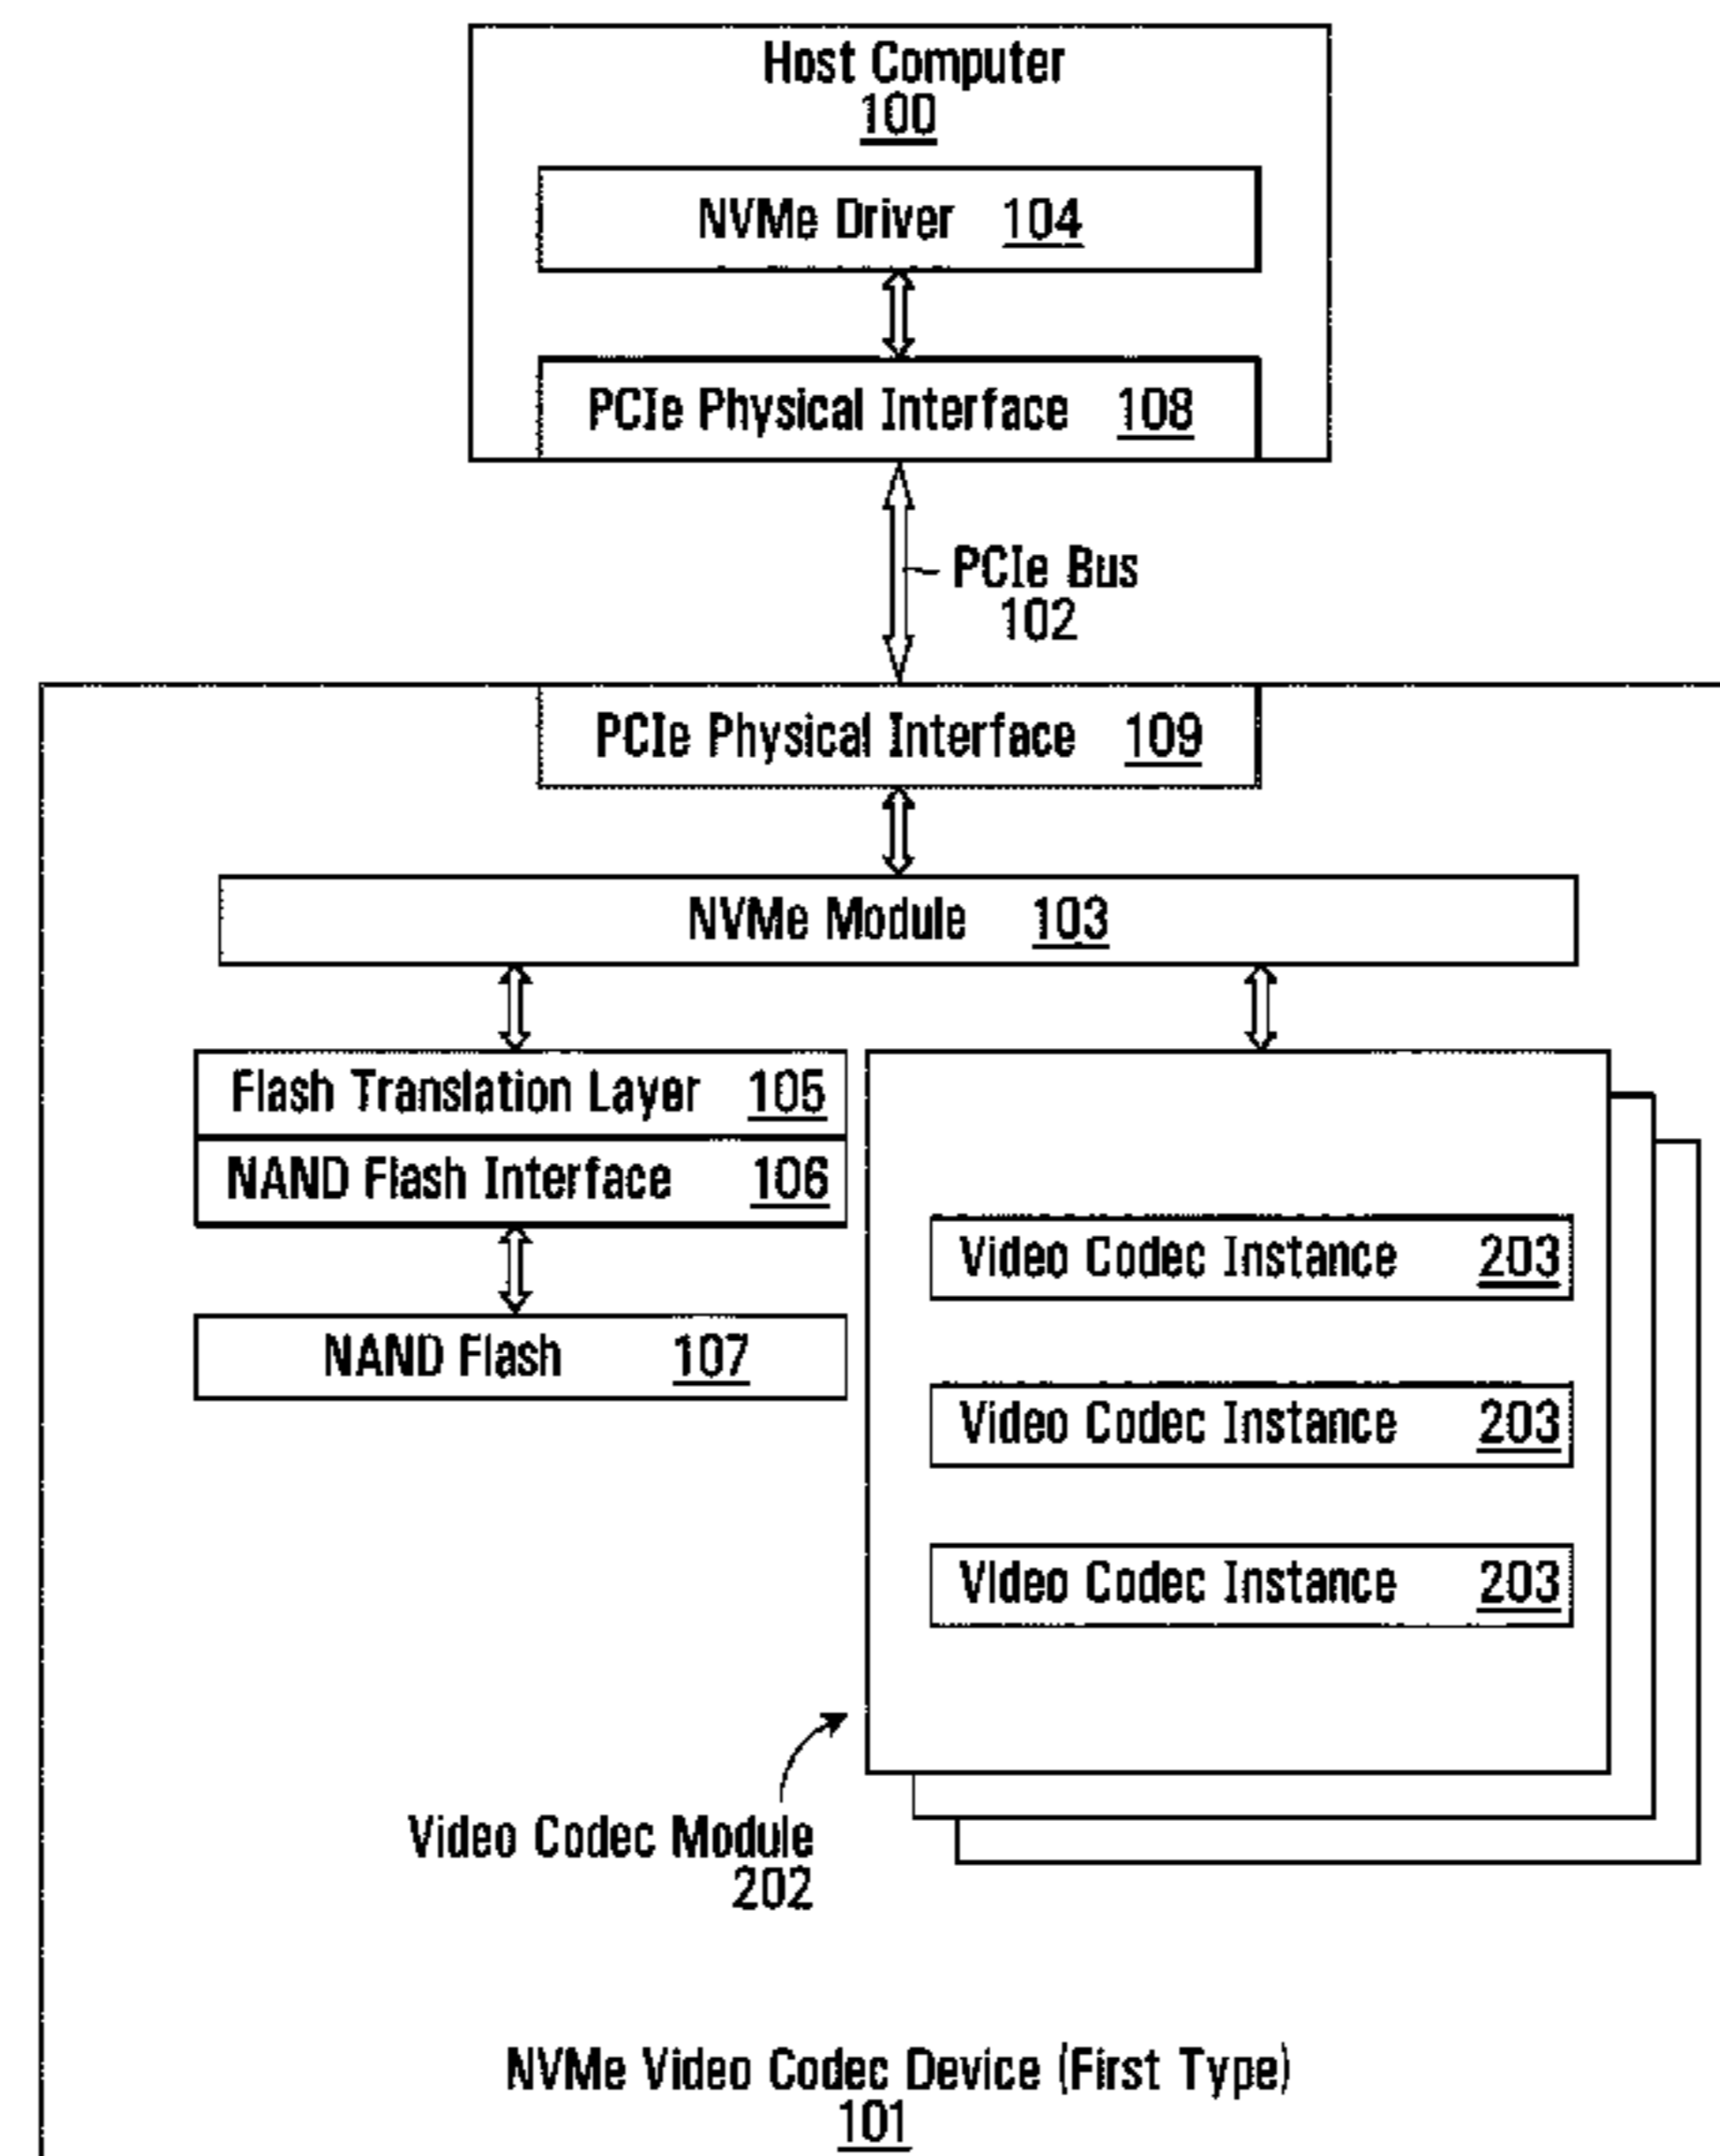 Host Computer
100
NVMe Driver 104
PCIe Physical Interface 108
PCIe Bus
102
PCIe Physical Interface 109
NVMe Module 103
Flash Translation Layer 105
NAND Flash Interface 106
NAND Flash 107
Video Codec Instance 203
Video Codec Instance 203
Video Codec Instance 203
Video Codec Module
202
NVMe Video Codec Device (First Type)
101